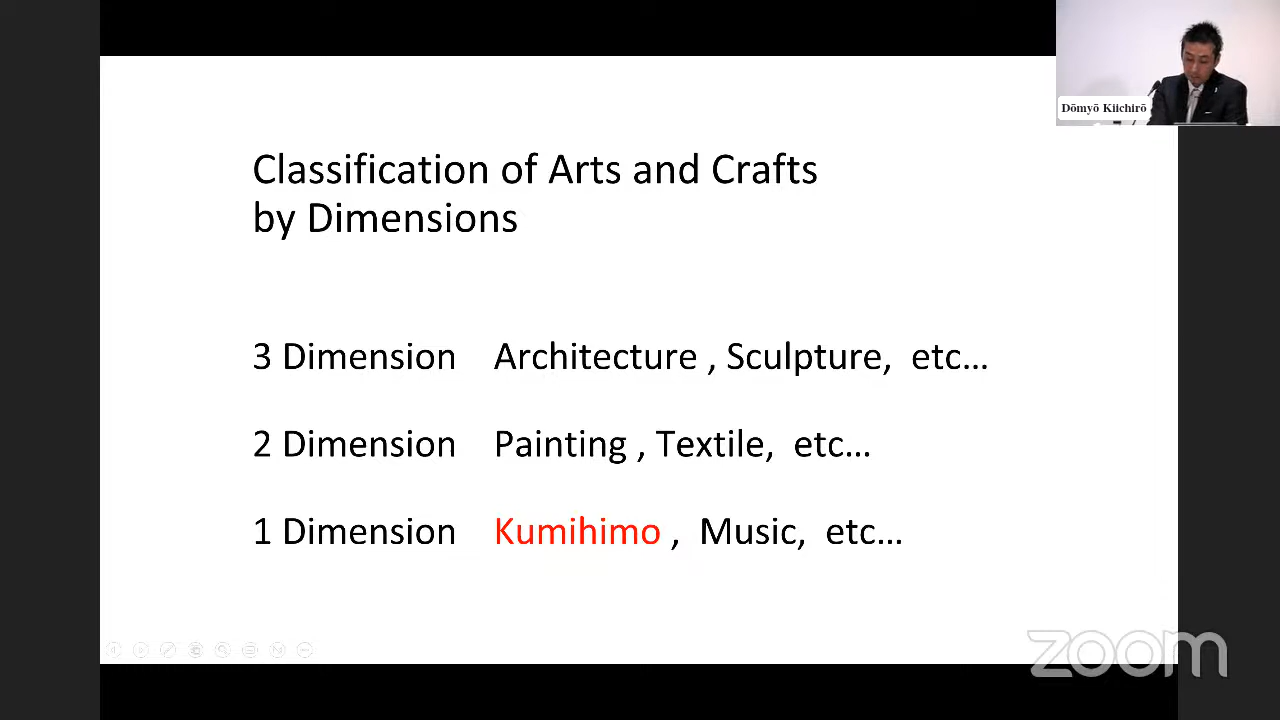 Dōmyō Kiichirō
Classification of Arts and Crafts
by Dimensions
3 Dimension Architecture , Sculpture, etc…
2 Dimension Painting , Textile, etc…
1 Dimension Kumihimo , Music, etc…
zoom